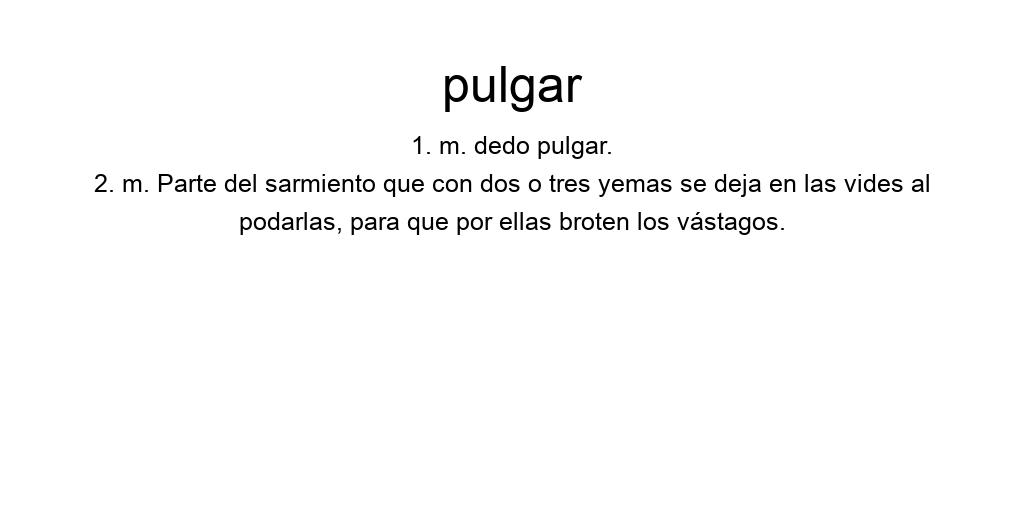 pulgar
1. m. dedo pulgar.
2. m. Parte del sarmiento que con dos o tres yemas se deja en las vides al
podarlas, para que por ellas broten los vástagos.